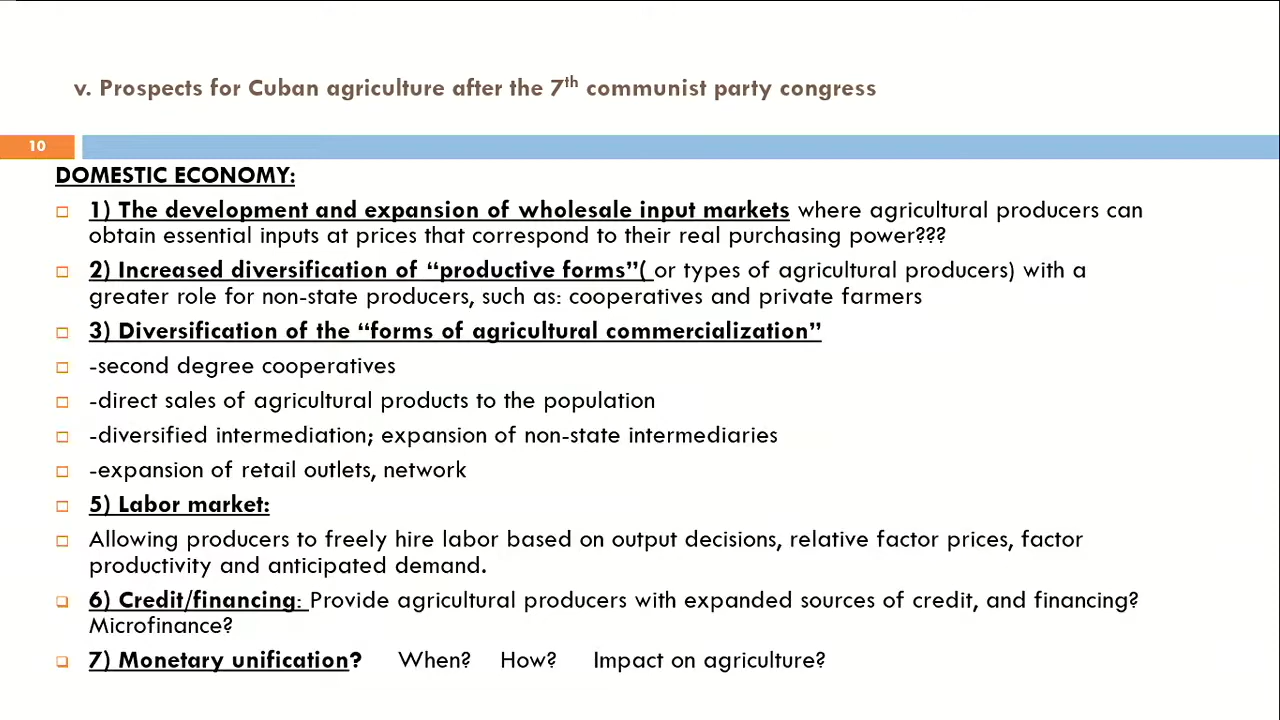 v. Prospects for Cuban agriculture after the 7th communist party congress
10
DOMESTIC ECONOMY:
1) The development and expansion of wholesale input markets where agricultural producers can
obtain essential inputs at prices that correspond to their real purchasing power???
2) Increased diversification of “productive forms”( or types of agricultural producers) with a
greater role for non-state producers, such as: cooperatives and private farmers
3) Diversification of the “forms of agricultural commercialization”
-second degree cooperatives
-direct sales of agricultural products to the population
-diversified intermediation; expansion of non-state intermediaries
-expansion of retail outlets, network
5) Labor market:
Allowing producers to freely hire labor based on output decisions, relative factor prices, factor
productivity and anticipated demand.
6) Credit/financing: Provide agricultural producers with expanded sources of credit, and financing?
Microfinance?
7) Monetary unification? When? How? Impact on agriculture?